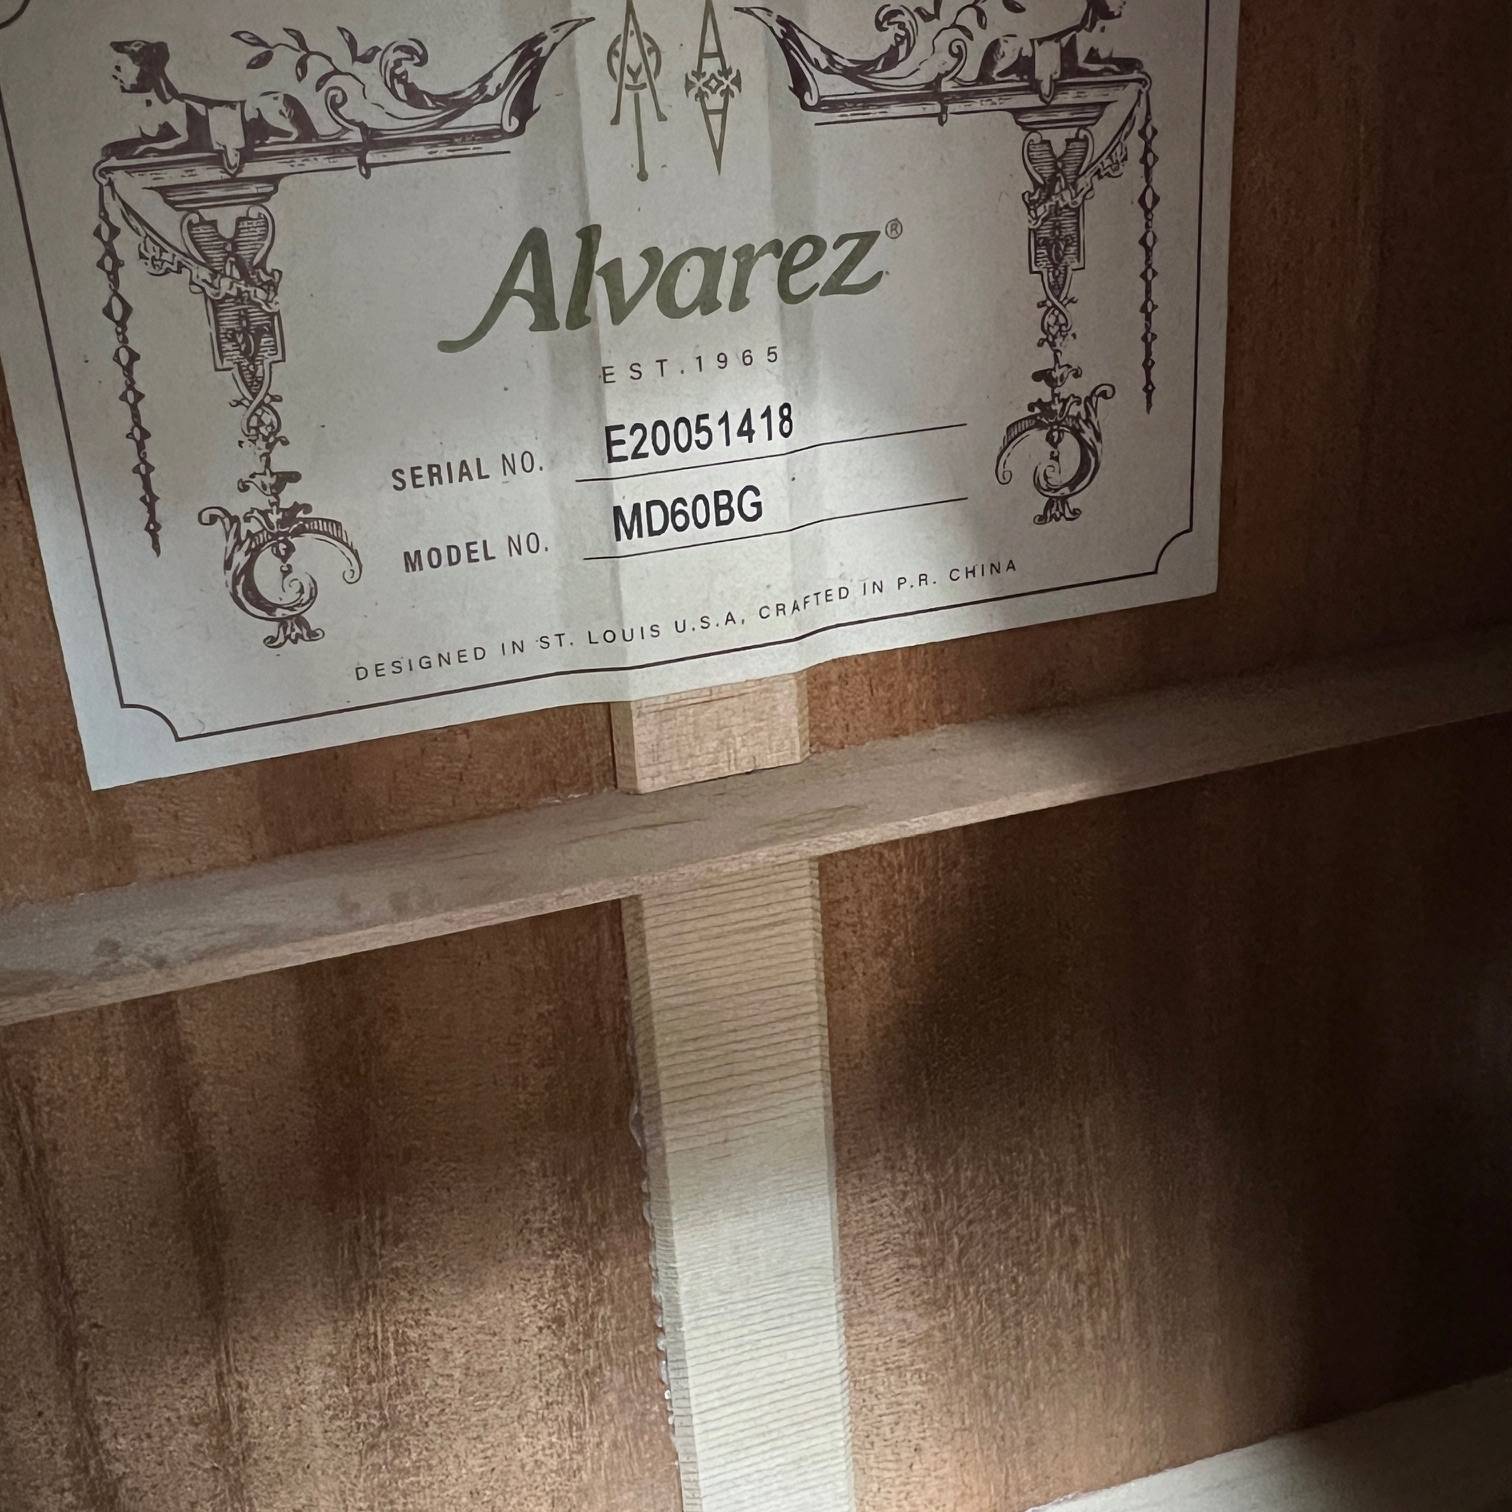 Alvarez®
EST.1965
SERIAL NO. E20051418
MODEL NO. MD60BG
DESIGNED IN ST. LOUIS U.S.A, CRAFTED IN P.R. CHINA